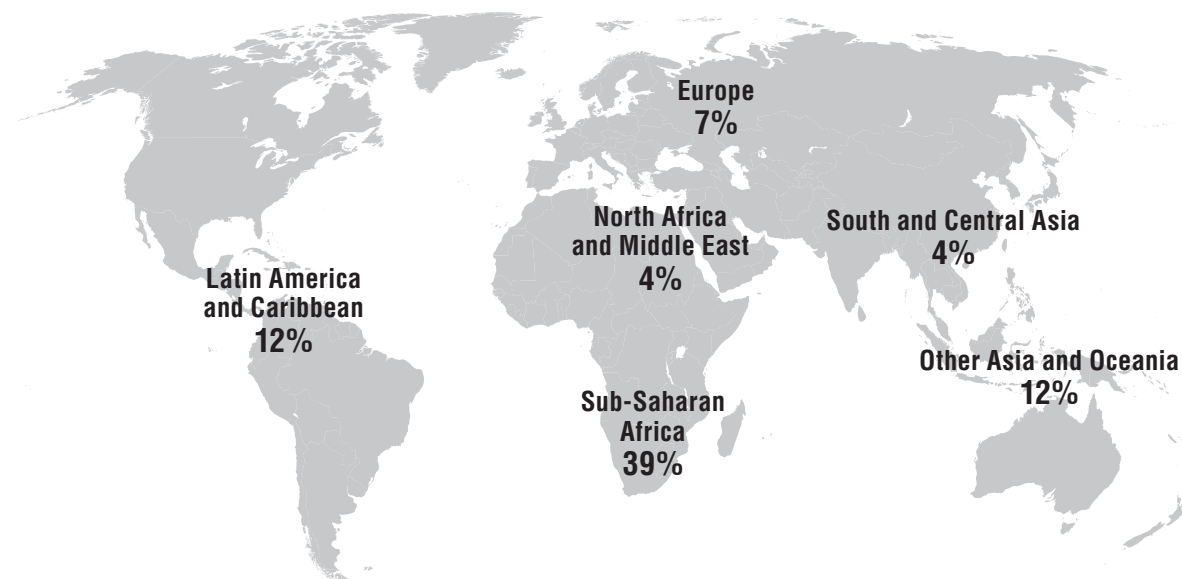 Europe
7%
North Africa
and Middle East
4%
South and Central Asia
4%
Latin America
and Caribbean
12%
Other Asia and Oceania
12%
Sub-Saharan
Africa
39%